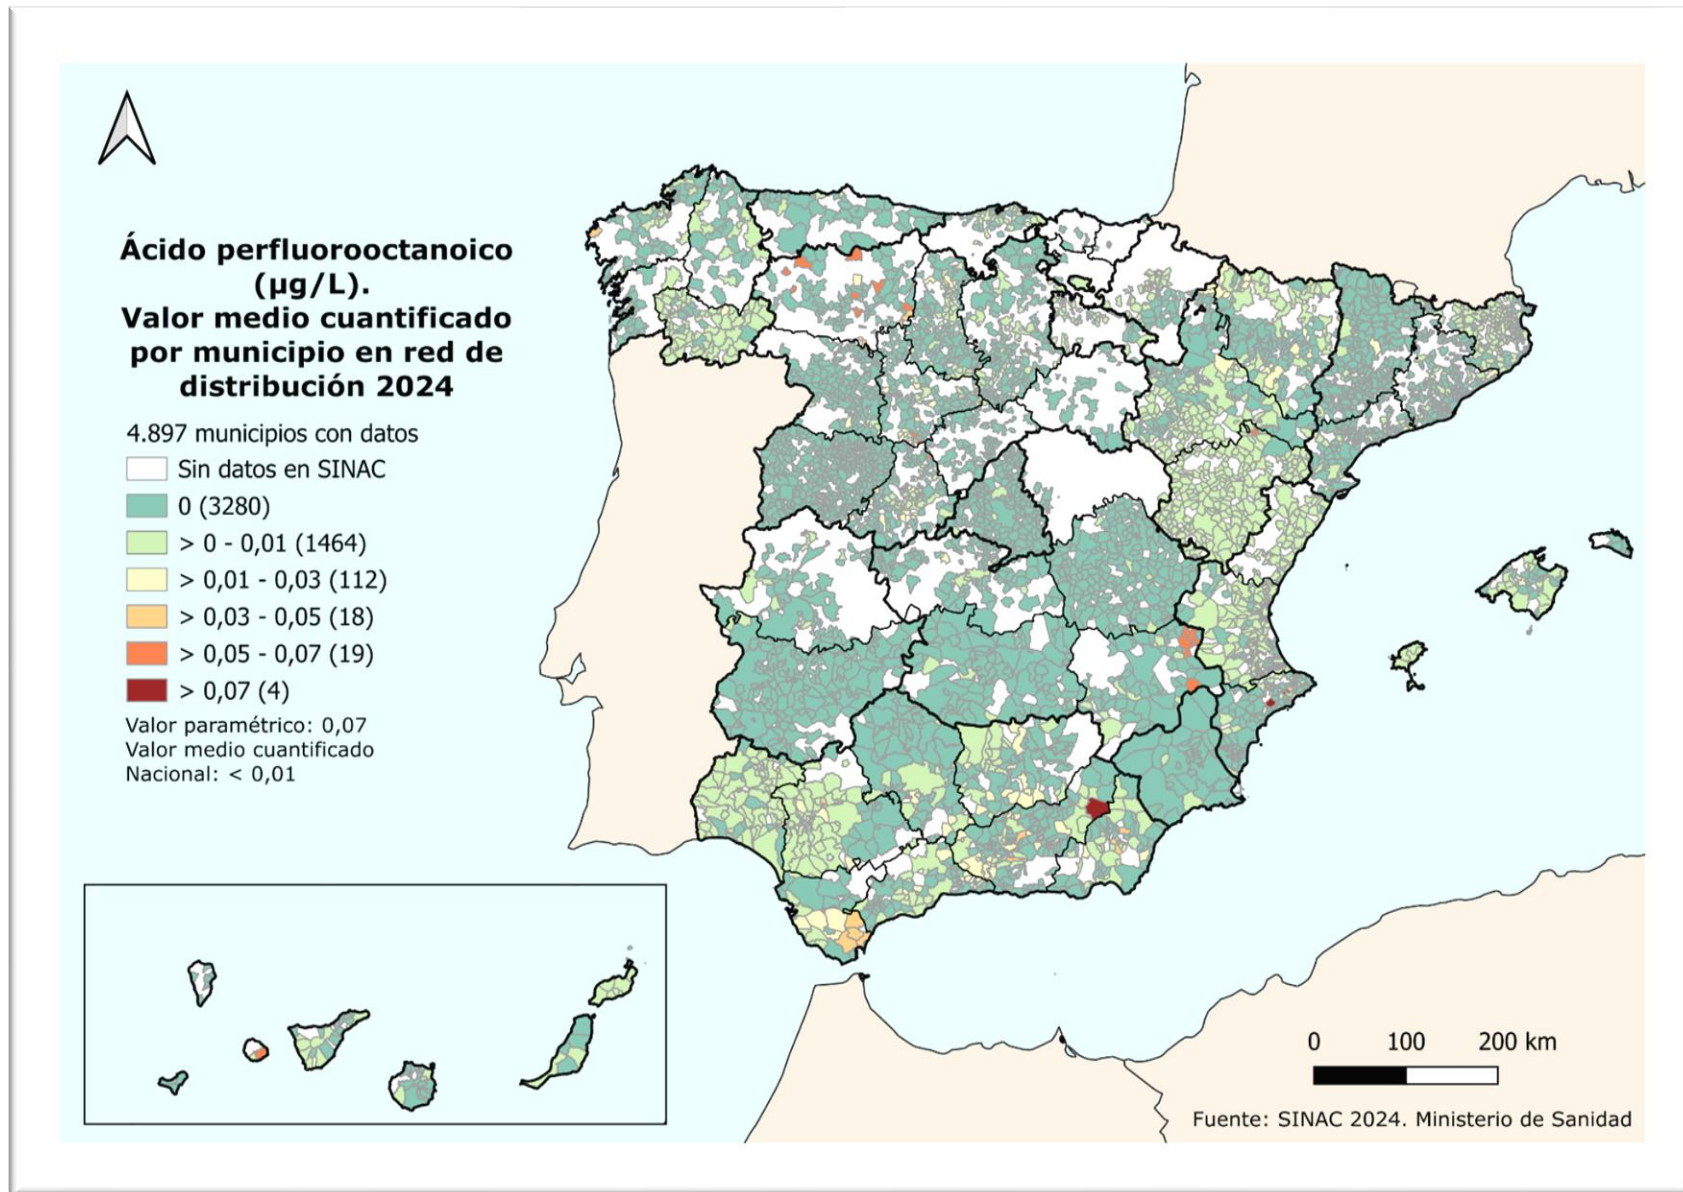 Ácido perfluorooctanoico
(µg/L).
Valor medio cuantificado
por municipio en red de
distribución 2024
4.897 municipios con datos
Sin datos en SINAC
0 (3280)
> 0 - 0,01 (1464)
> 0,01 - 0,03 (112)
> 0,03 - 0,05 (18)
> 0,05 - 0,07 (19)
> 0,07 (4)
Valor paramétrico: 0,07
Valor medio cuantificado
Nacional: < 0,01
0 100 200 km
Fuente: SINAC 2024. Ministerio de Sanidad